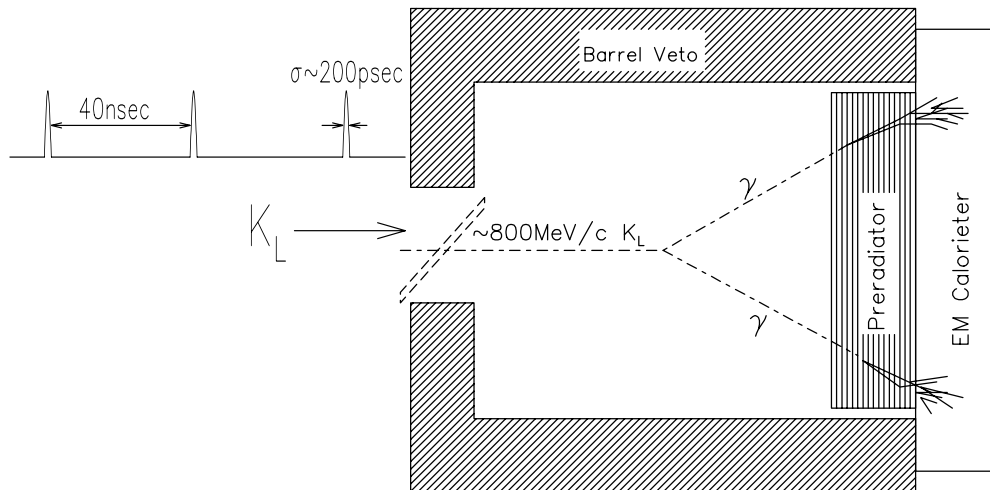 Barrel Veto
σ~200psec
40nsec
γ
K_L
~800MeV/c K_L
Preradiator
EM Calorieter
γ